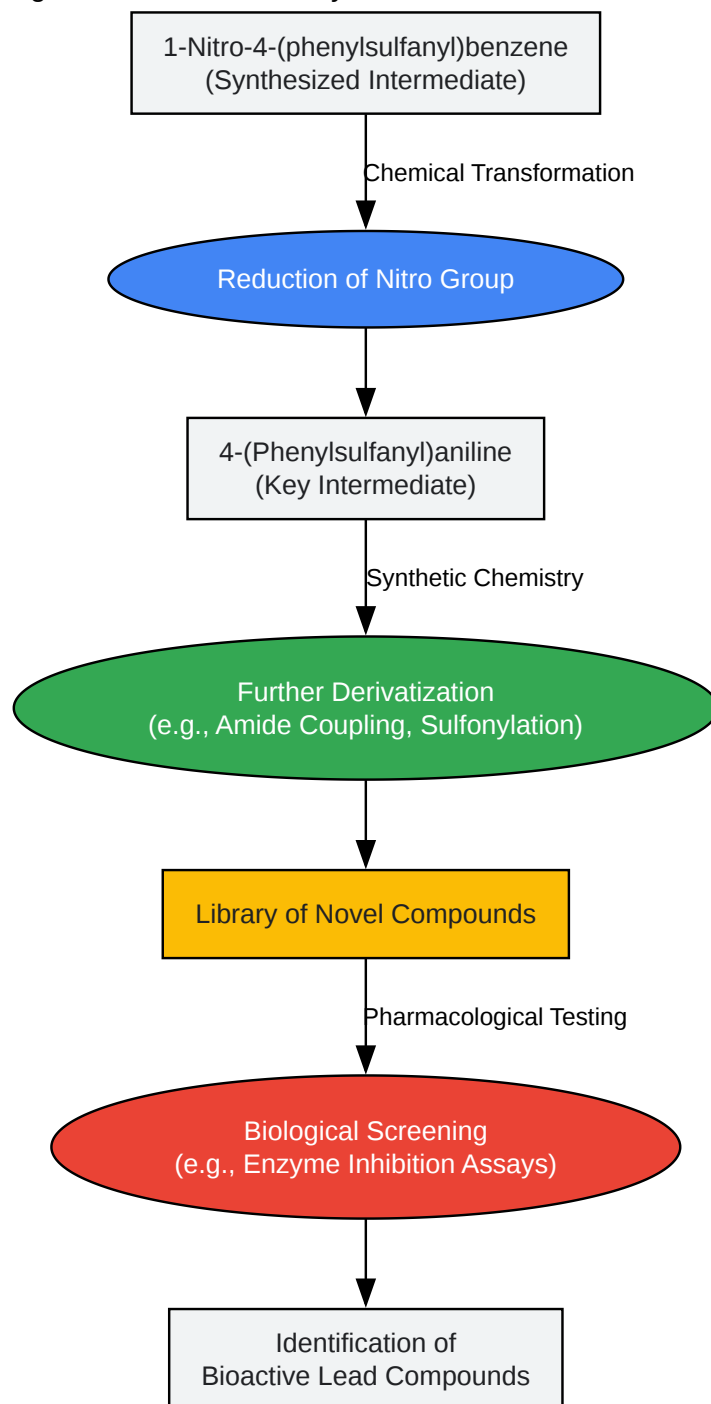 1-Nitro-4-(phenylsulfanyl)benzene
(Synthesized Intermediate)
Chemical Transformation
Reduction of Nitro Group
4-(Phenylsulfanyl)aniline
(Key Intermediate)
Synthetic Chemistry
Further Derivatization
(e.g., Amide Coupling, Sulfonylation)
Library of Novel Compounds
Pharmacological Testing
Biological Screening
(e.g., Enzyme Inhibition Assays)
Identification of
Bioactive Lead Compounds